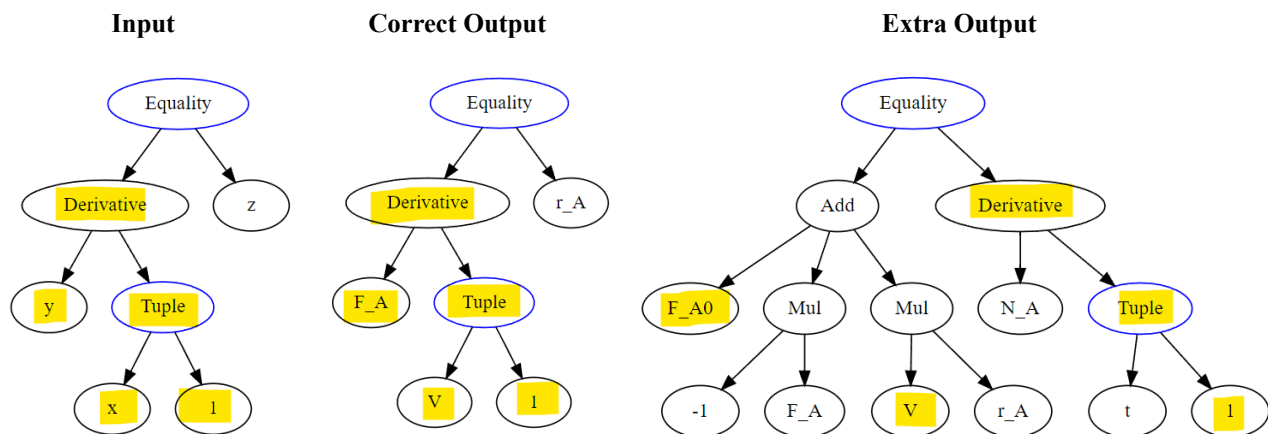 Input Correct Output Extra Output
Equality Equality Equality
Derivative z Derivative r_A Add Derivative
y Tuple F_A Tuple F_A0 Mul Mul N_A Tuple
x 1 V 1 -1 F_A V r_A t 1